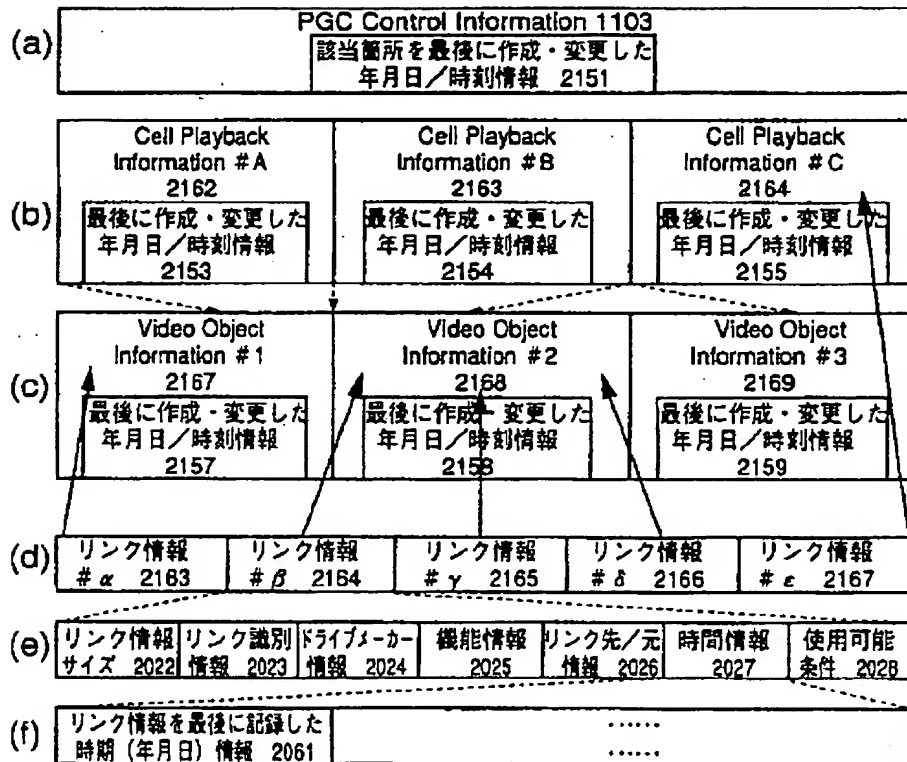 (a)
PGC Control Information 1103
該当箇所を最後に作成・変更した
年月日／時刻情報 2151
(b)
Cell Playback
Information #A
2162
最後に作成・変更した
年月日／時刻情報
2153
Cell Playback
Information #B
2163
最後に作成・変更した
年月日／時刻情報
2154
Cell Playback
Information #C
2164
最後に作成・変更した
年月日／時刻情報
2155
(c)
Video Object
Information #1
2167
最後に作成・変更した
年月日／時刻情報
2157
Video Object
Information #2
2168
最後に作成・変更した
年月日／時刻情報
2158
Video Object
Information #3
2169
最後に作成・変更した
年月日／時刻情報
2159
(d)
リンク情報
#α 2163
リンク情報
#β 2164
リンク情報
#γ 2165
リンク情報
#δ 2166
リンク情報
#ε 2167
(e)
リンク情報
サイズ 2022
リンク識別
情報 2023
ドライブメーカー
情報 2024
機能情報
2025
リンク先／元
情報 2026
時間情報
2027
使用可能
条件 2028
(f)
リンク情報を最後に記録した
時期（年月日）情報 2061
……
……